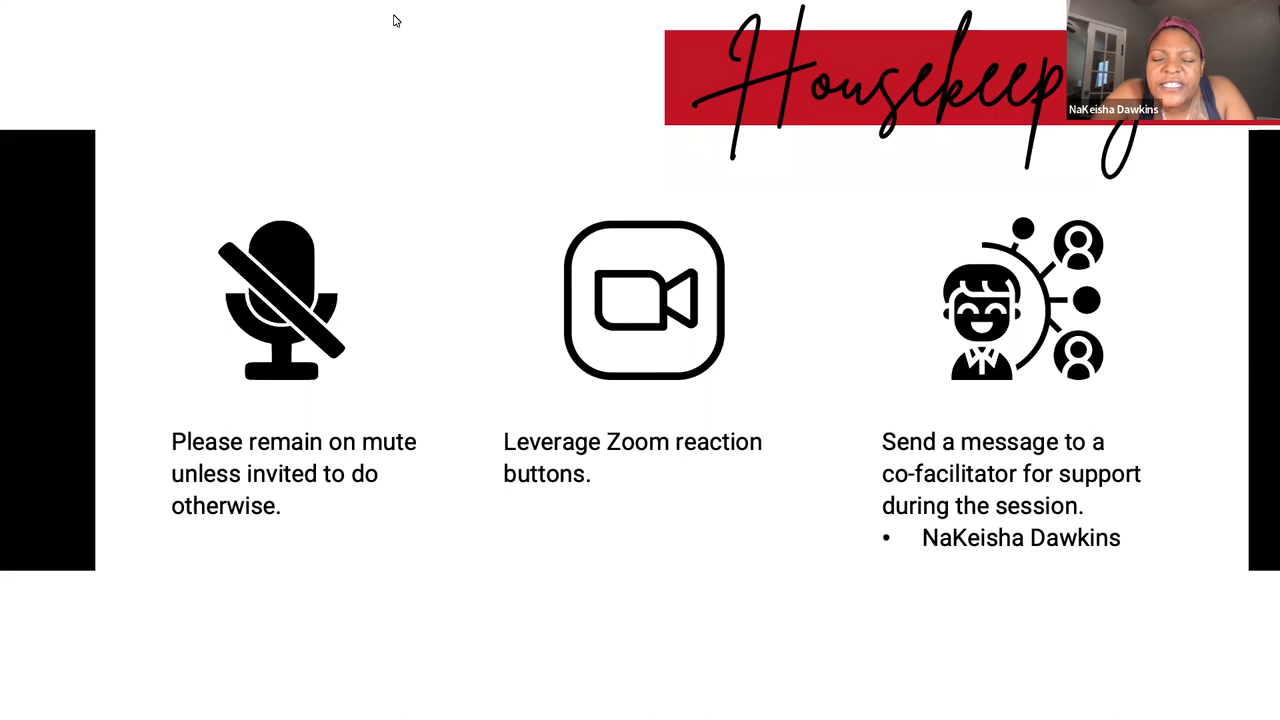 Housekeep g
NaKeisha Dawkins
Please remain on mute
unless invited to do
otherwise.
Leverage Zoom reaction
buttons.
Send a message to a
co-facilitator for support
during the session.
• NaKeisha Dawkins